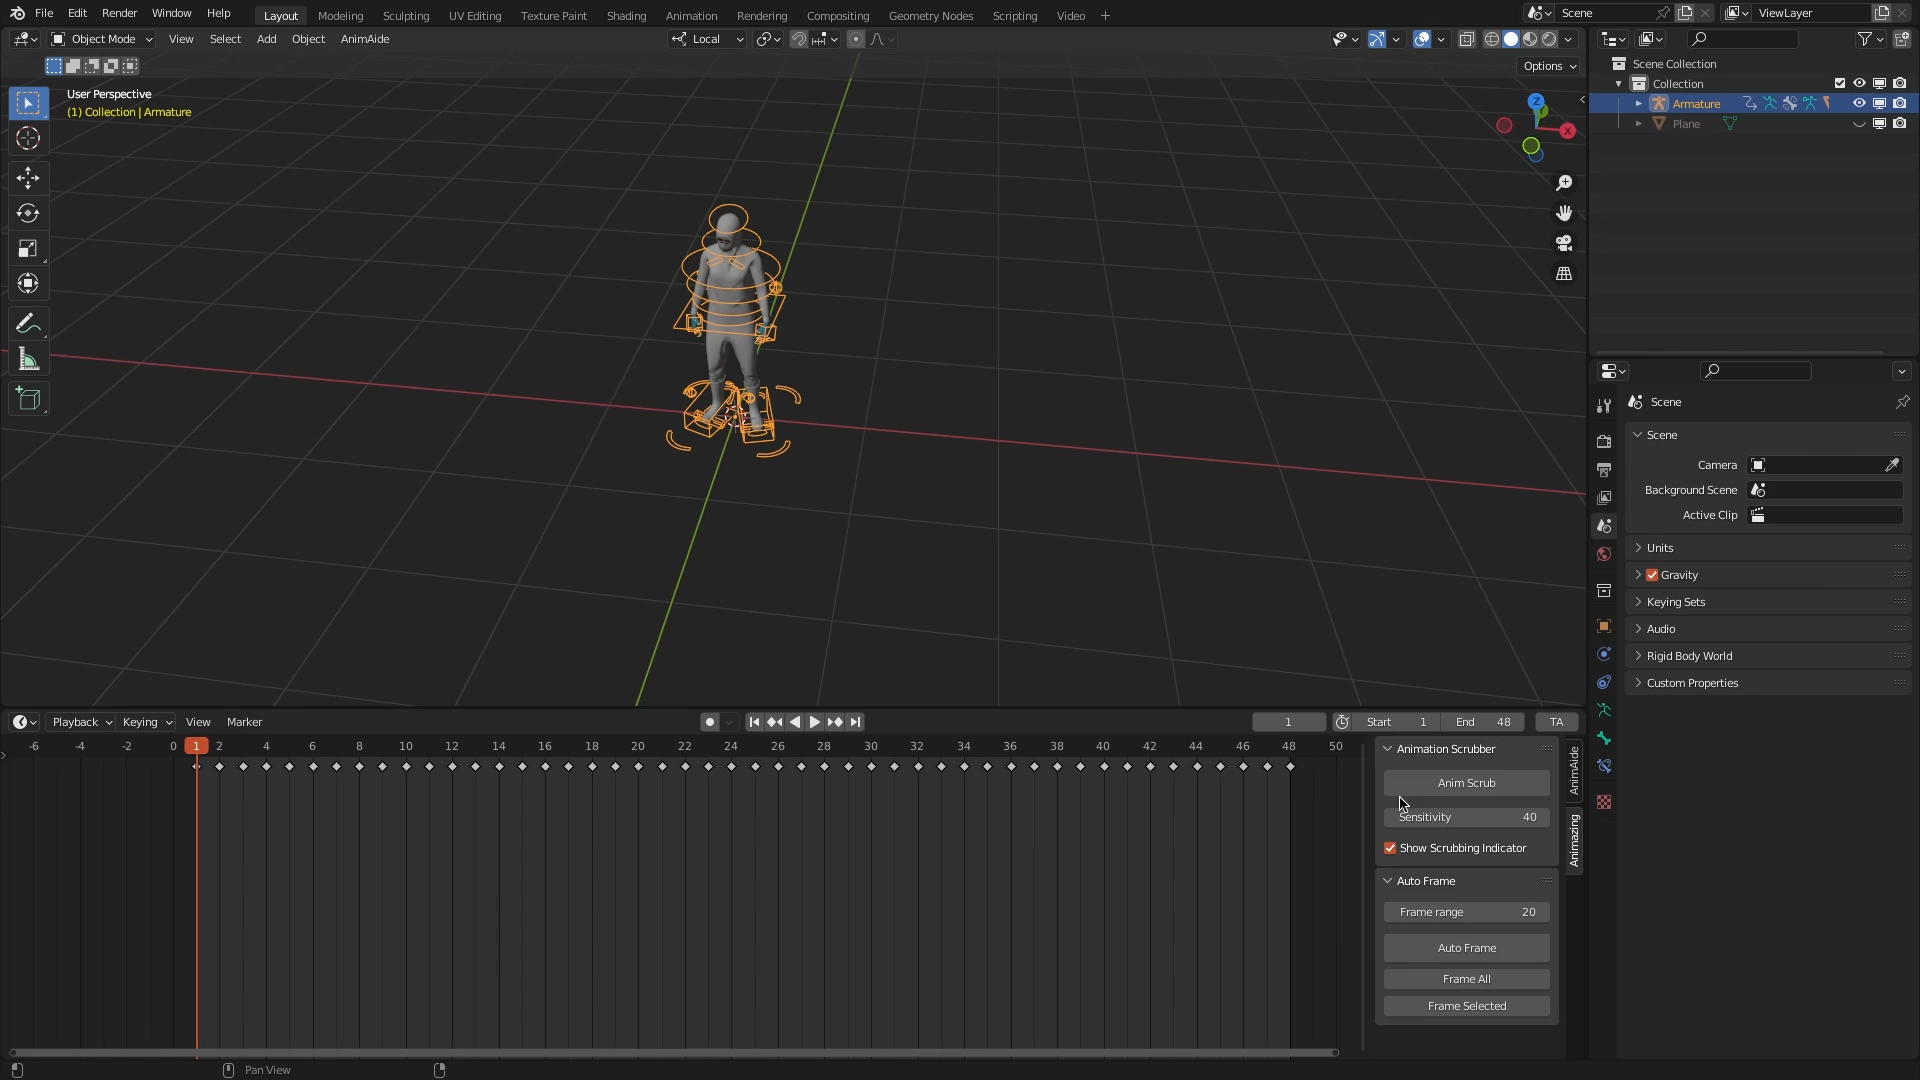 File Edit Render Window Help Layout Modeling Sculpting UV Editing Texture Paint Shading Animation Rendering Compositing Geometry Nodes Scripting Video + Scene ViewLayer
Object Mode View Select Add Object AnimAide Local
Options
User Perspective
(1) Collection | Armature
Z
X
Scene Collection
Collection
Armature
Plane
Scene
Scene
Camera
Background Scene
Active Clip
Units
Gravity
Keying Sets
Audio
Rigid Body World
Custom Properties
Playback Keying View Marker 1 Start 1 End 48 TA
-6 -4 -2 0 1 2 4 6 8 10 12 14 16 18 20 22 24 26 28 30 32 34 36 38 40 42 44 46 48 50
Animation Scrubber
Anim Scrub
Sensitivity 40
Show Scrubbing Indicator
Auto Frame
Frame range 20
Auto Frame
Frame All
Frame Selected
AnimAide
Animazing
Pan View